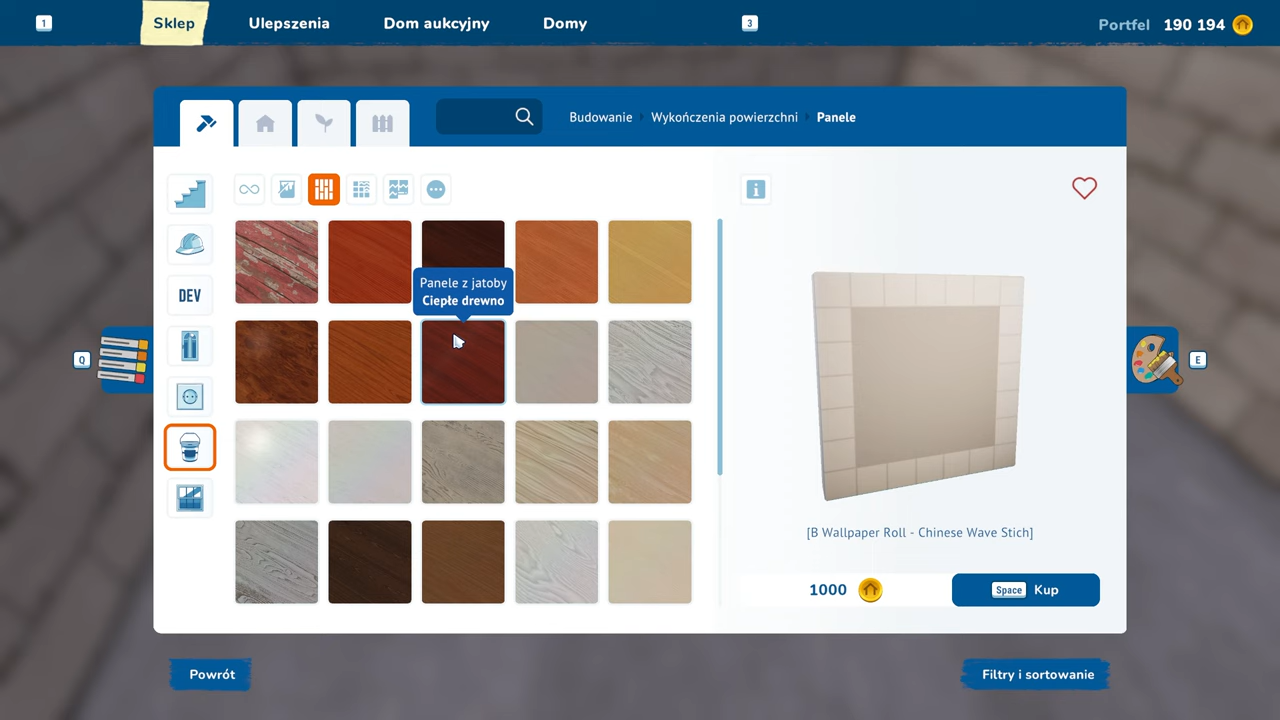 1
Sklep
Ulepszenia
Dom aukcyjny
Domy
3
Portfel 190 194
Budowanie
Wykończenia powierzchni
Panele
DEV
Panele z jatoby
Ciepłe drewno
Q
E
[B Wallpaper Roll - Chinese Wave Stich]
1000
Space Kup
Powrót
Filtry i sortowanie